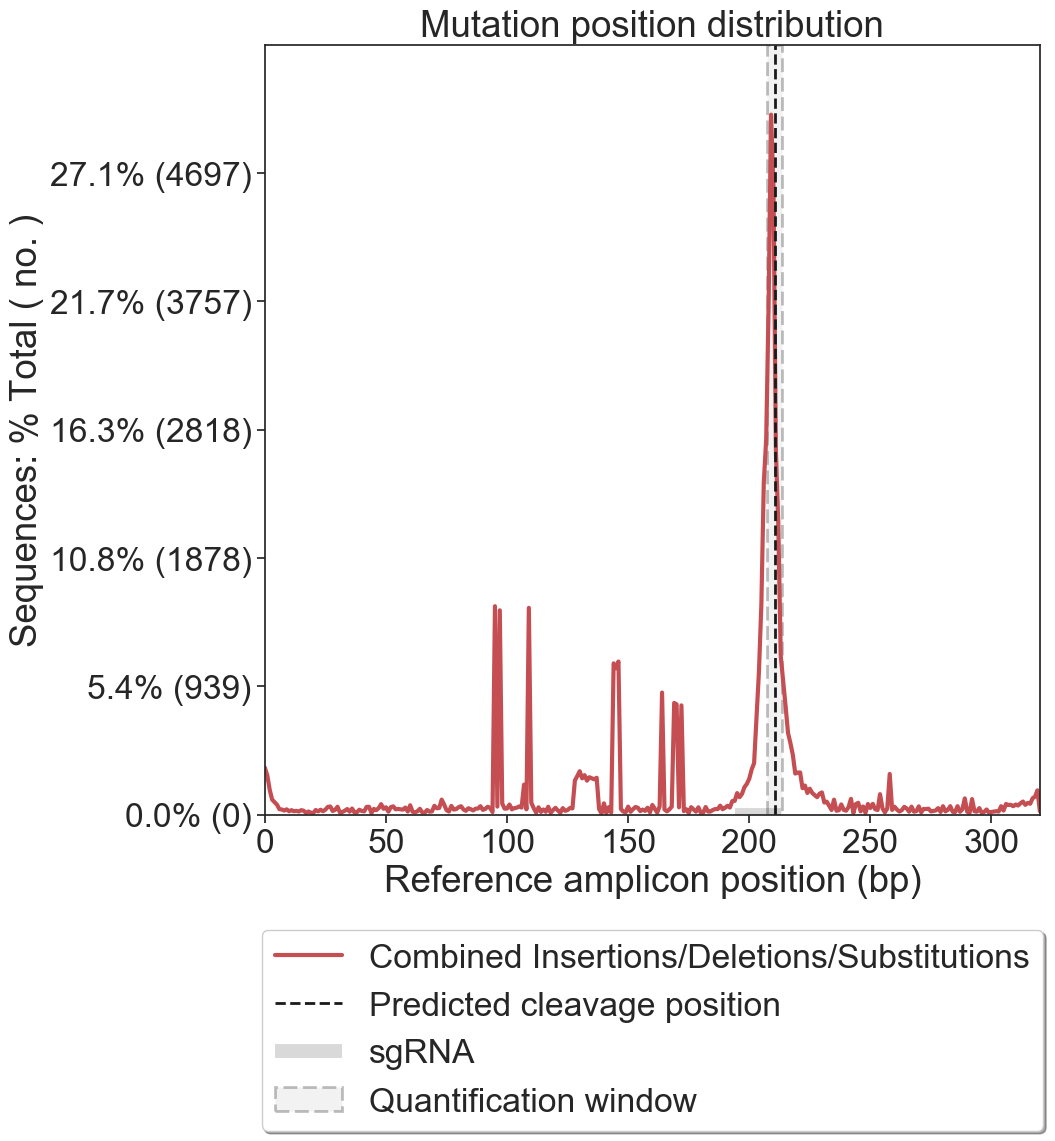 Mutation position distribution
Sequences: % Total ( no. )
27.1% (4697)
21.7% (3757)
16.3% (2818)
10.8% (1878)
5.4% (939)
0.0% (0)
0 50 100 150 200 250 300
Reference amplicon position (bp)
Combined Insertions/Deletions/Substitutions
Predicted cleavage position
sgRNA
Quantification window